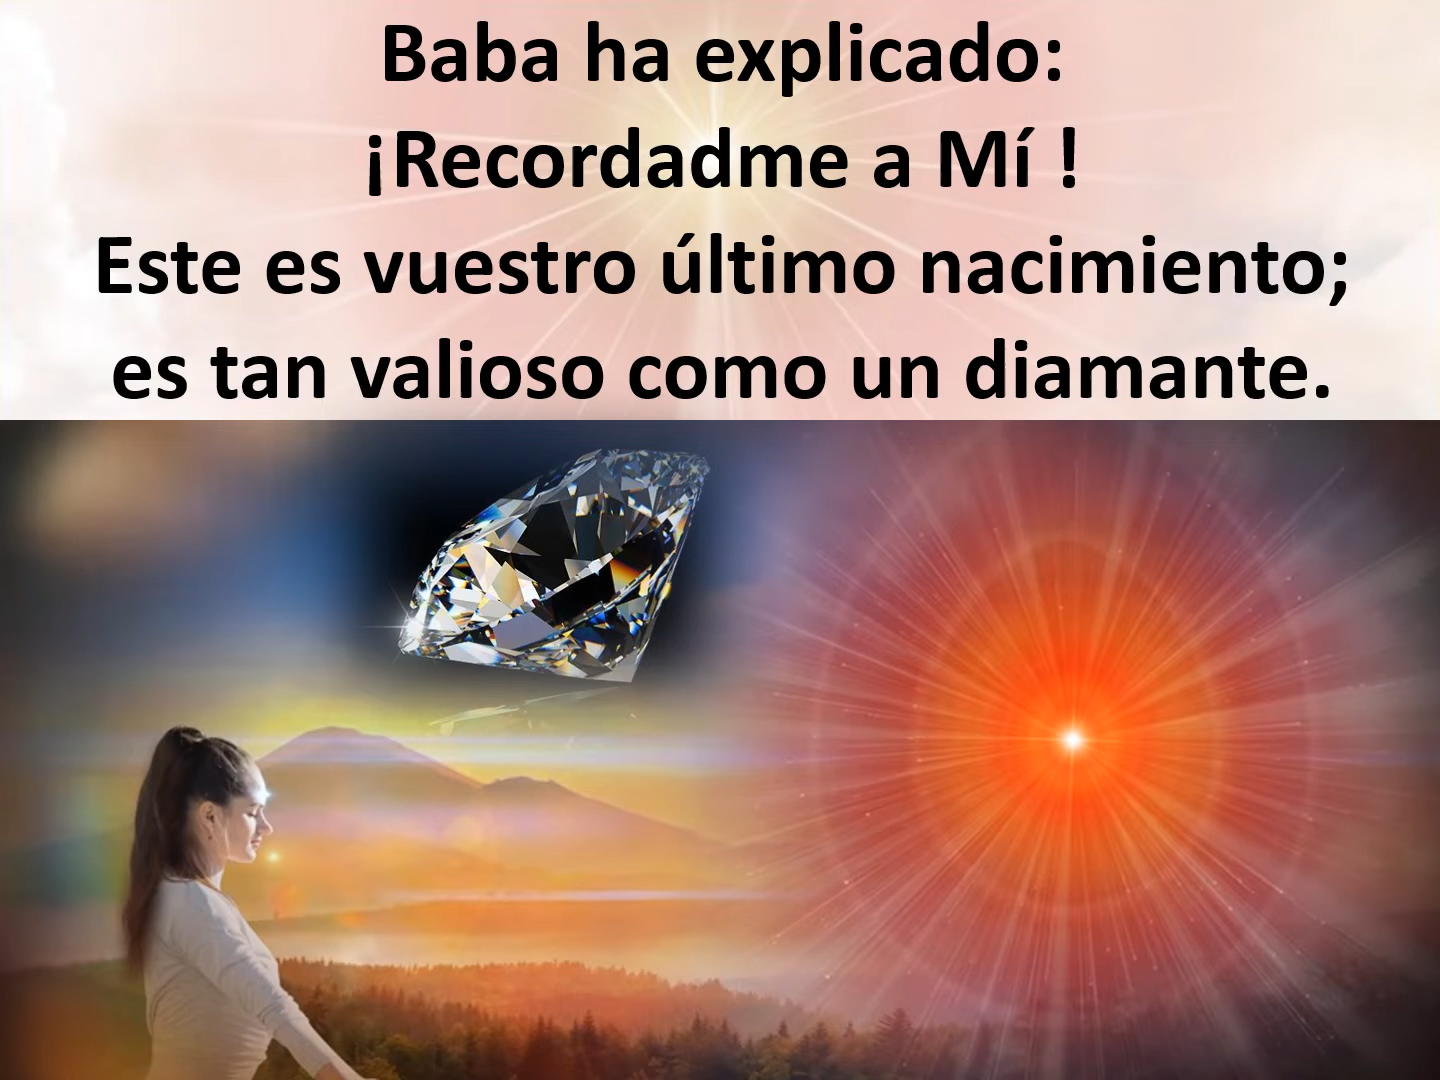 Baba ha explicado:
¡Recordadme a Mí !
Este es vuestro último nacimiento;
es tan valioso como un diamante.